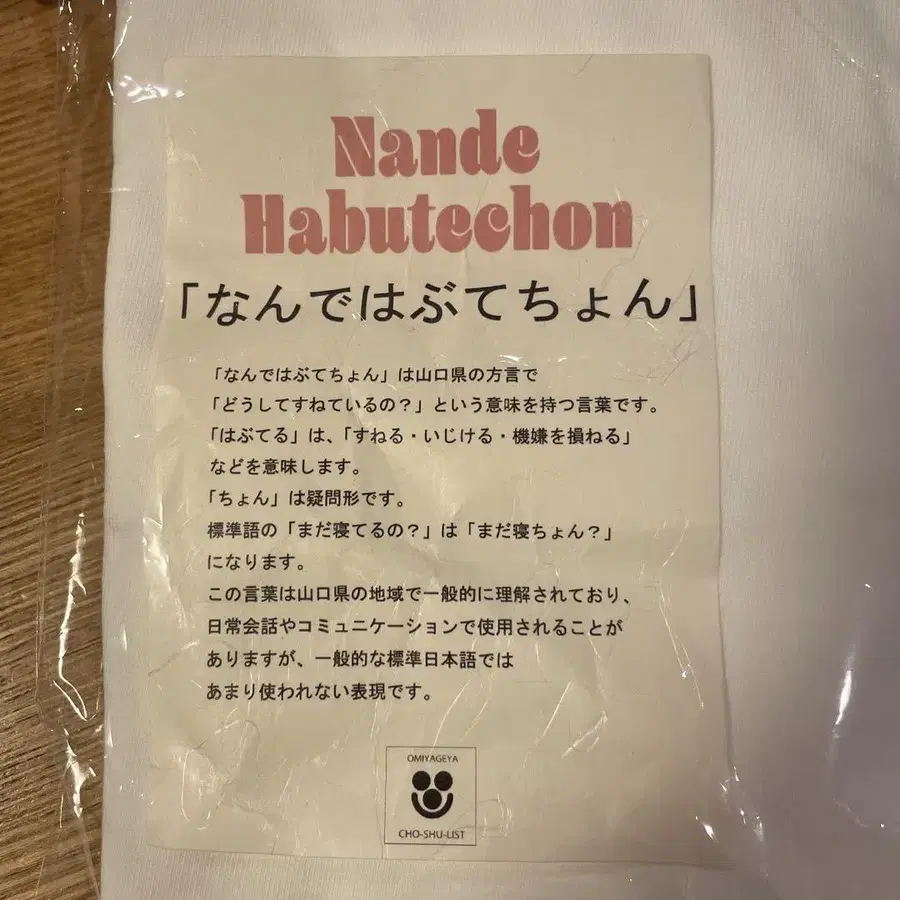 Nande
Habutechon
「なんではぶてちょん」
「なんではぶてちょん」は山口県の方言で
「どうしてすねているの？」という意味を持つ言葉です。
「はぶてる」は、「すねる・いじける・機嫌を損ねる」
などを意味します。
「ちょん」は疑問形です。
標準語の「まだ寝てるの？」は「まだ寝ちょん？」
になります。
この言葉は山口県の地域で一般的に理解されており、
日常会話やコミュニケーションで使用されることが
ありますが、一般的な標準日本語では
あまり使われない表現です。
OMIYAGEYA
CHO-SHU-LIST